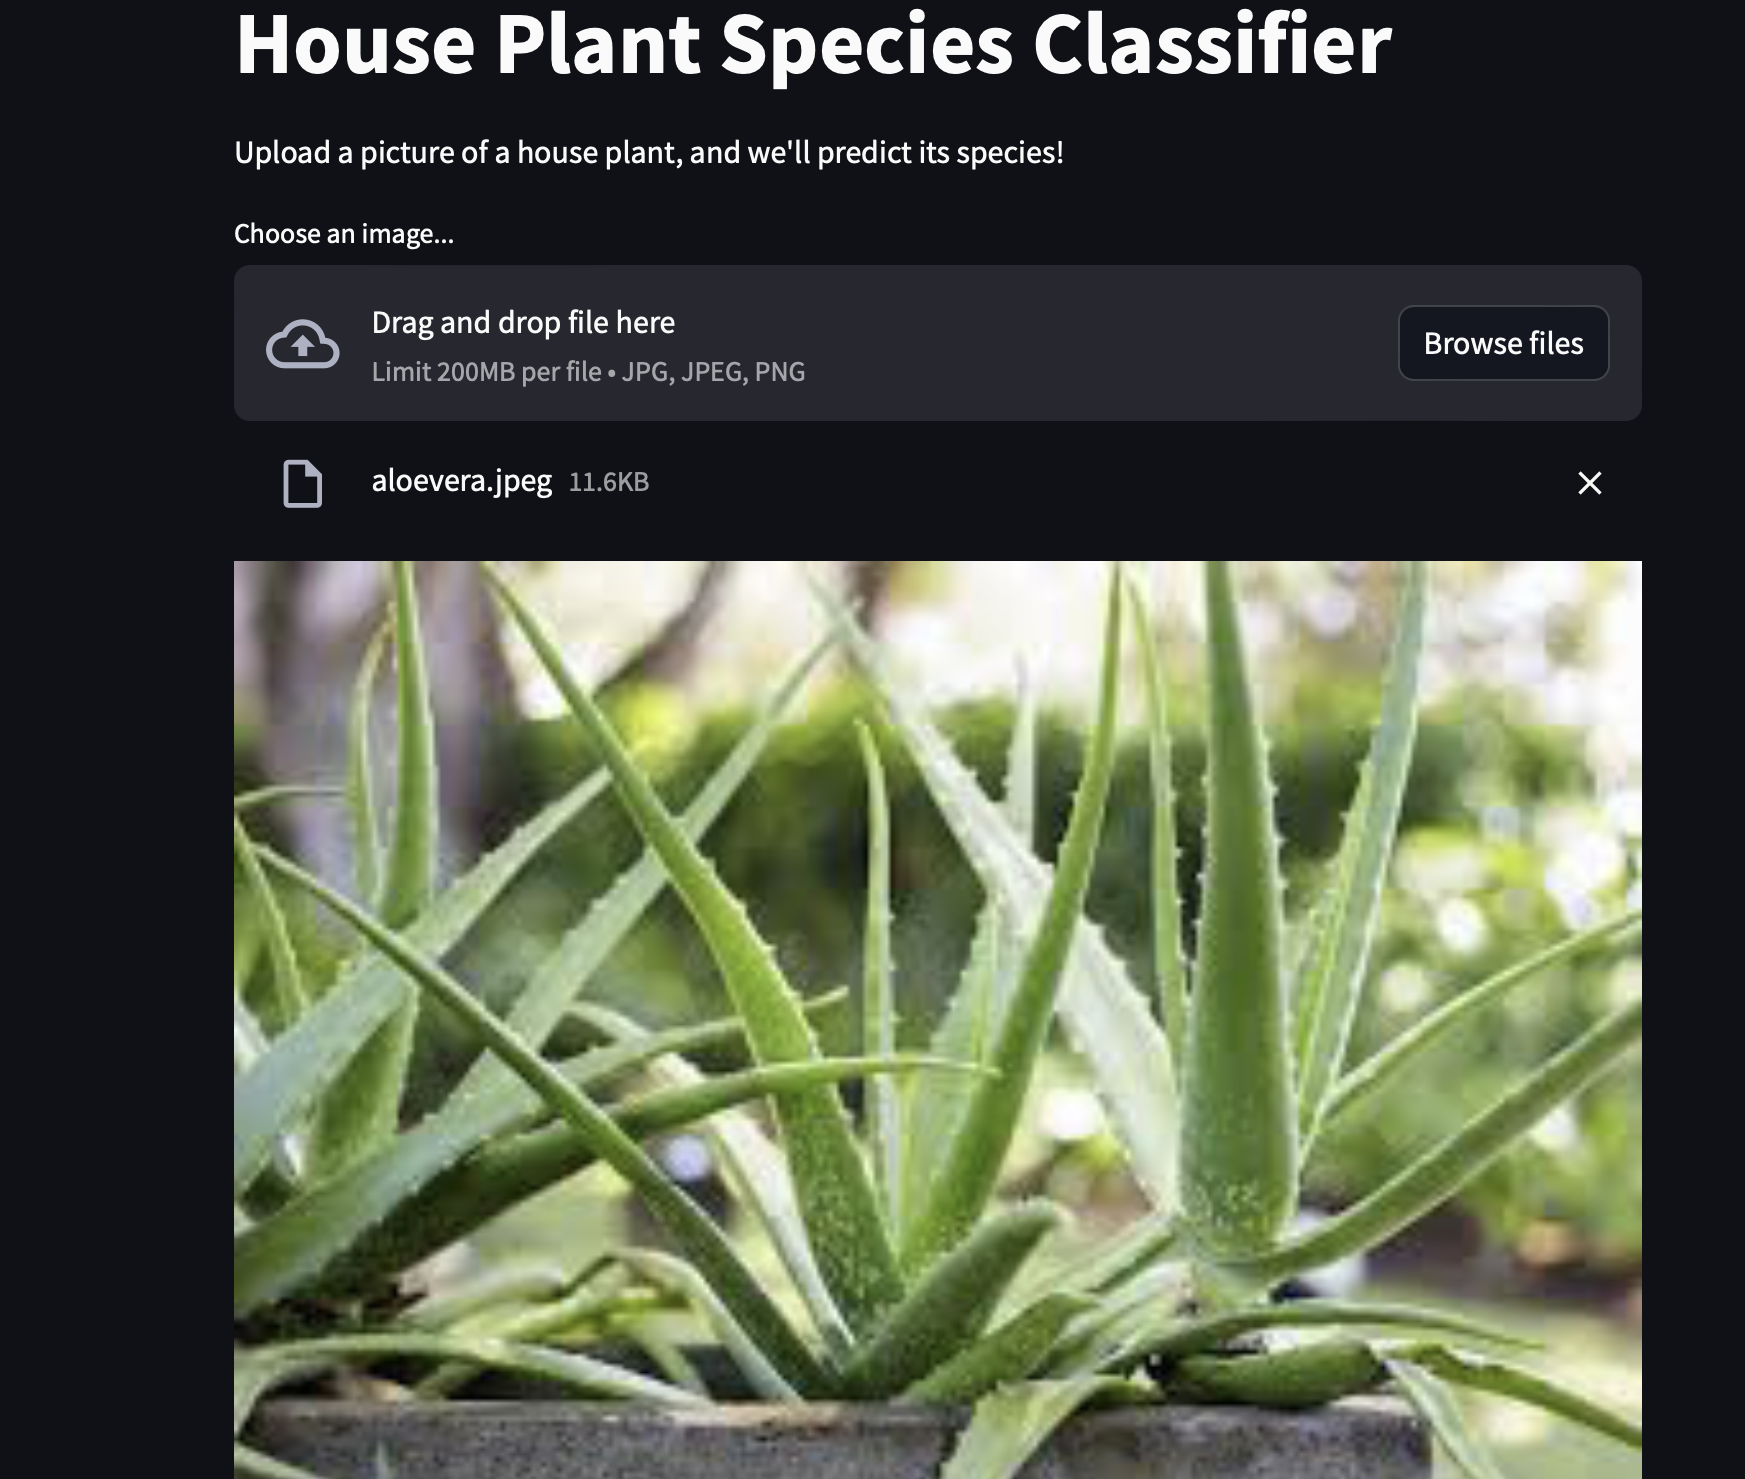 House Plant Species Classifier
Upload a picture of a house plant, and we'll predict its species!
Choose an image...
Drag and drop file here
Limit 200MB per file • JPG, JPEG, PNG
Browse files
aloevera.jpeg 11.6KB